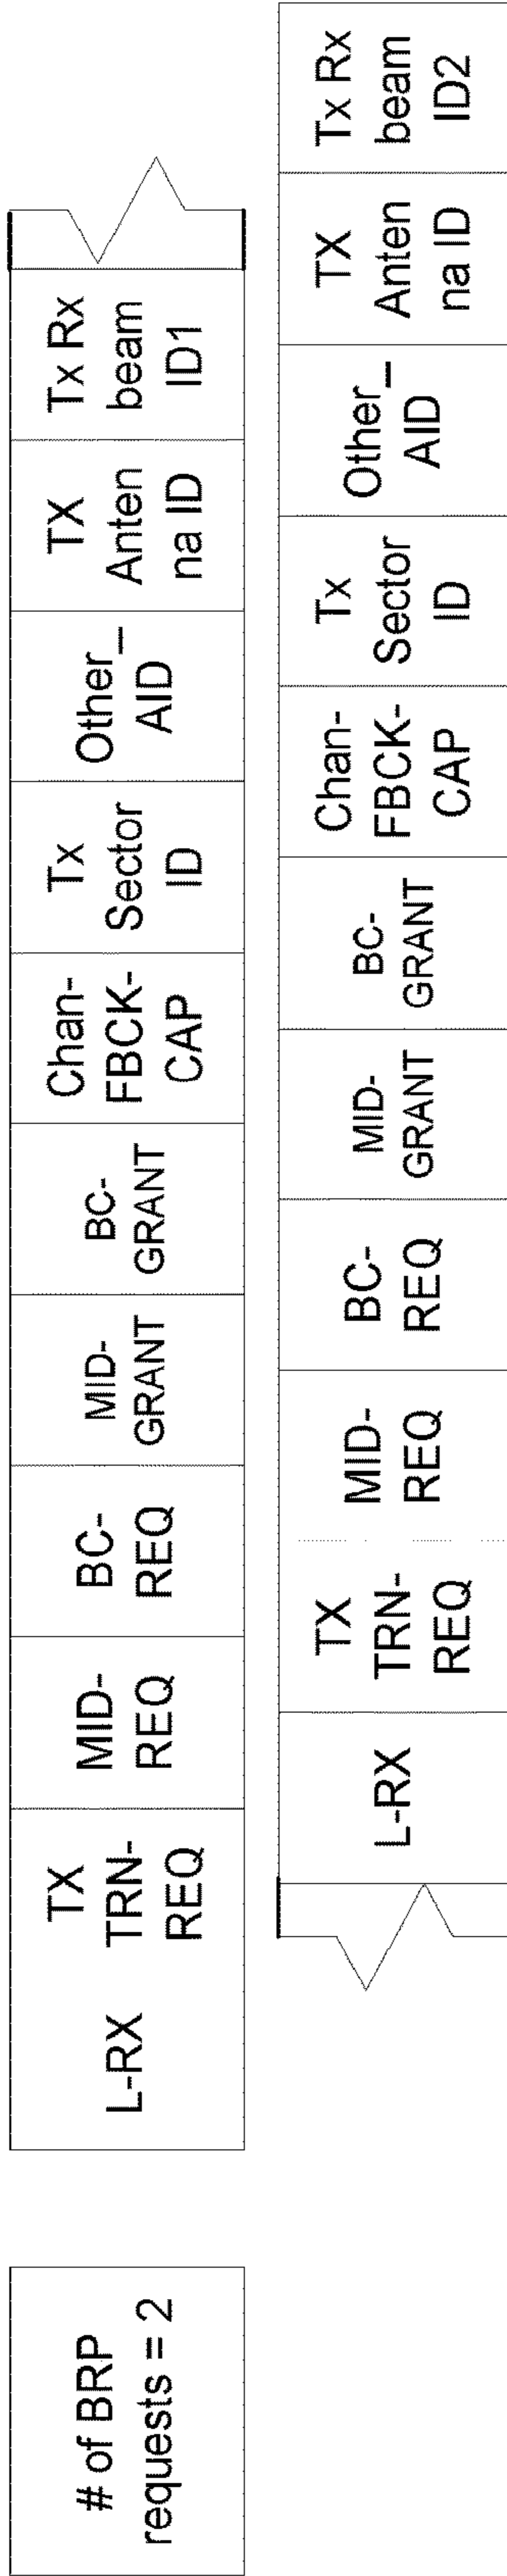 # of BRP
requests = 2
L-RX
TX
TRN-
REQ
MID-
REQ
BC-
REQ
MID-
GRANT
BC-
GRANT
Chan-
FBCK-
CAP
Tx
Sector
ID
Other_
AID
TX
Anten
na ID
Tx Rx
beam
ID1
L-RX
TX
TRN-
REQ
MID-
REQ
BC-
REQ
MID-
GRANT
BC-
GRANT
Chan-
FBCK-
CAP
Tx
Sector
ID
Other_
AID
TX
Anten
na ID
Tx Rx
beam
ID2